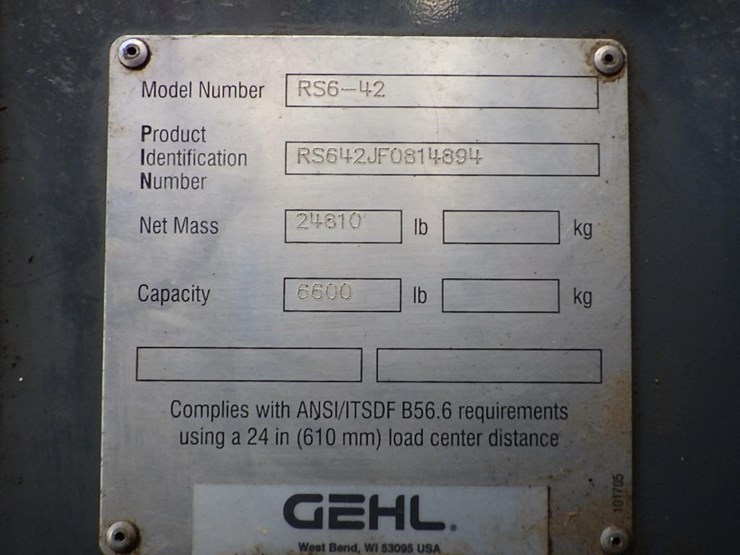 Model Number RS6-42
Product
Identification RS642JF0814894
Number
Net Mass 24810 lb kg
Capacity 6600 lb kg
Complies with ANSI/ITSDF B56.6 requirements
using a 24 in (610 mm) load center distance
101705
GEHL.
West Bend, WI 53095 USA